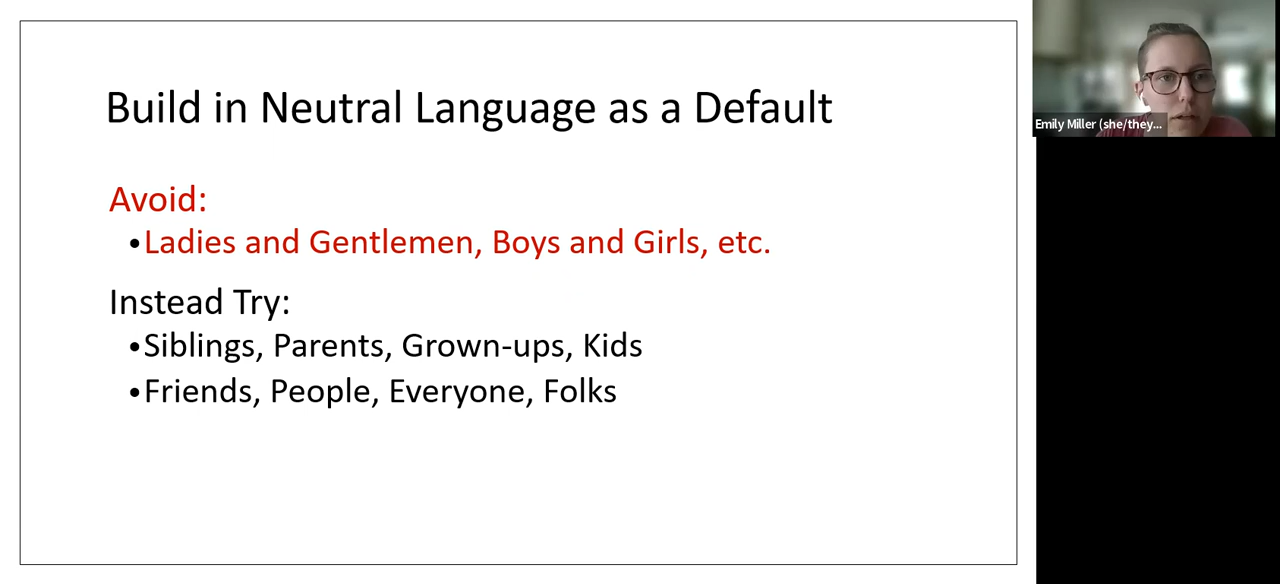 Build in Neutral Language as a Default
Avoid:
•Ladies and Gentlemen, Boys and Girls, etc.
Instead Try:
•Siblings, Parents, Grown-ups, Kids
•Friends, People, Everyone, Folks
Emily Miller (she/they...